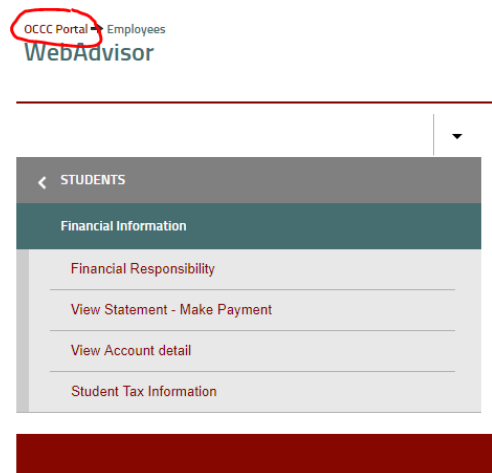 OCCC Portal ➔ Employees
WebAdvisor
STUDENTS
Financial Information
Financial Responsibility
View Statement - Make Payment
View Account detail
Student Tax Information